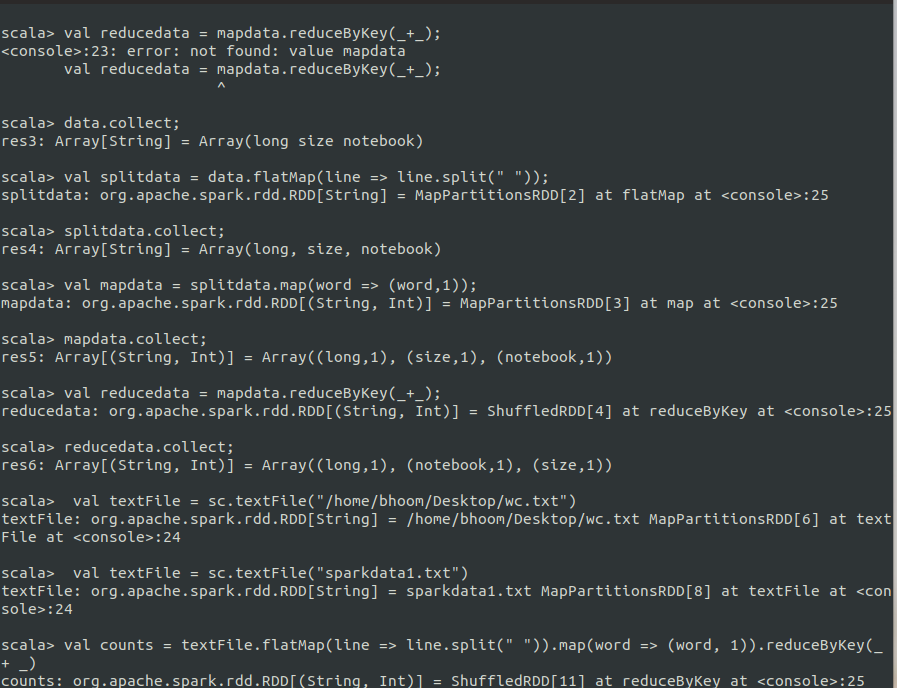 scala> val reducedata = mapdata.reduceByKey(_+_);
<console>:23: error: not found: value mapdata
       val reducedata = mapdata.reduceByKey(_+_);
                        ^
scala> data.collect;
res3: Array[String] = Array(long size notebook)
scala> val splitdata = data.flatMap(line => line.split(" "));
splitdata: org.apache.spark.rdd.RDD[String] = MapPartitionsRDD[2] at flatMap at <console>:25
scala> splitdata.collect;
res4: Array[String] = Array(long, size, notebook)
scala> val mapdata = splitdata.map(word => (word,1));
mapdata: org.apache.spark.rdd.RDD[(String, Int)] = MapPartitionsRDD[3] at map at <console>:25
scala> mapdata.collect;
res5: Array[(String, Int)] = Array((long,1), (size,1), (notebook,1))
scala> val reducedata = mapdata.reduceByKey(_+_);
reducedata: org.apache.spark.rdd.RDD[(String, Int)] = ShuffledRDD[4] at reduceByKey at <console>:25
scala> reducedata.collect;
res6: Array[(String, Int)] = Array((long,1), (notebook,1), (size,1))
scala>  val textFile = sc.textFile("/home/bhoom/Desktop/wc.txt")
textFile: org.apache.spark.rdd.RDD[String] = /home/bhoom/Desktop/wc.txt MapPartitionsRDD[6] at text
File at <console>:24
scala>  val textFile = sc.textFile("sparkdata1.txt")
textFile: org.apache.spark.rdd.RDD[String] = sparkdata1.txt MapPartitionsRDD[8] at textFile at <con
sole>:24
scala> val counts = textFile.flatMap(line => line.split(" ")).map(word => (word, 1)).reduceByKey(_
+ _)
counts: org.apache.spark.rdd.RDD[(String, Int)] = ShuffledRDD[11] at reduceByKey at <console>:25